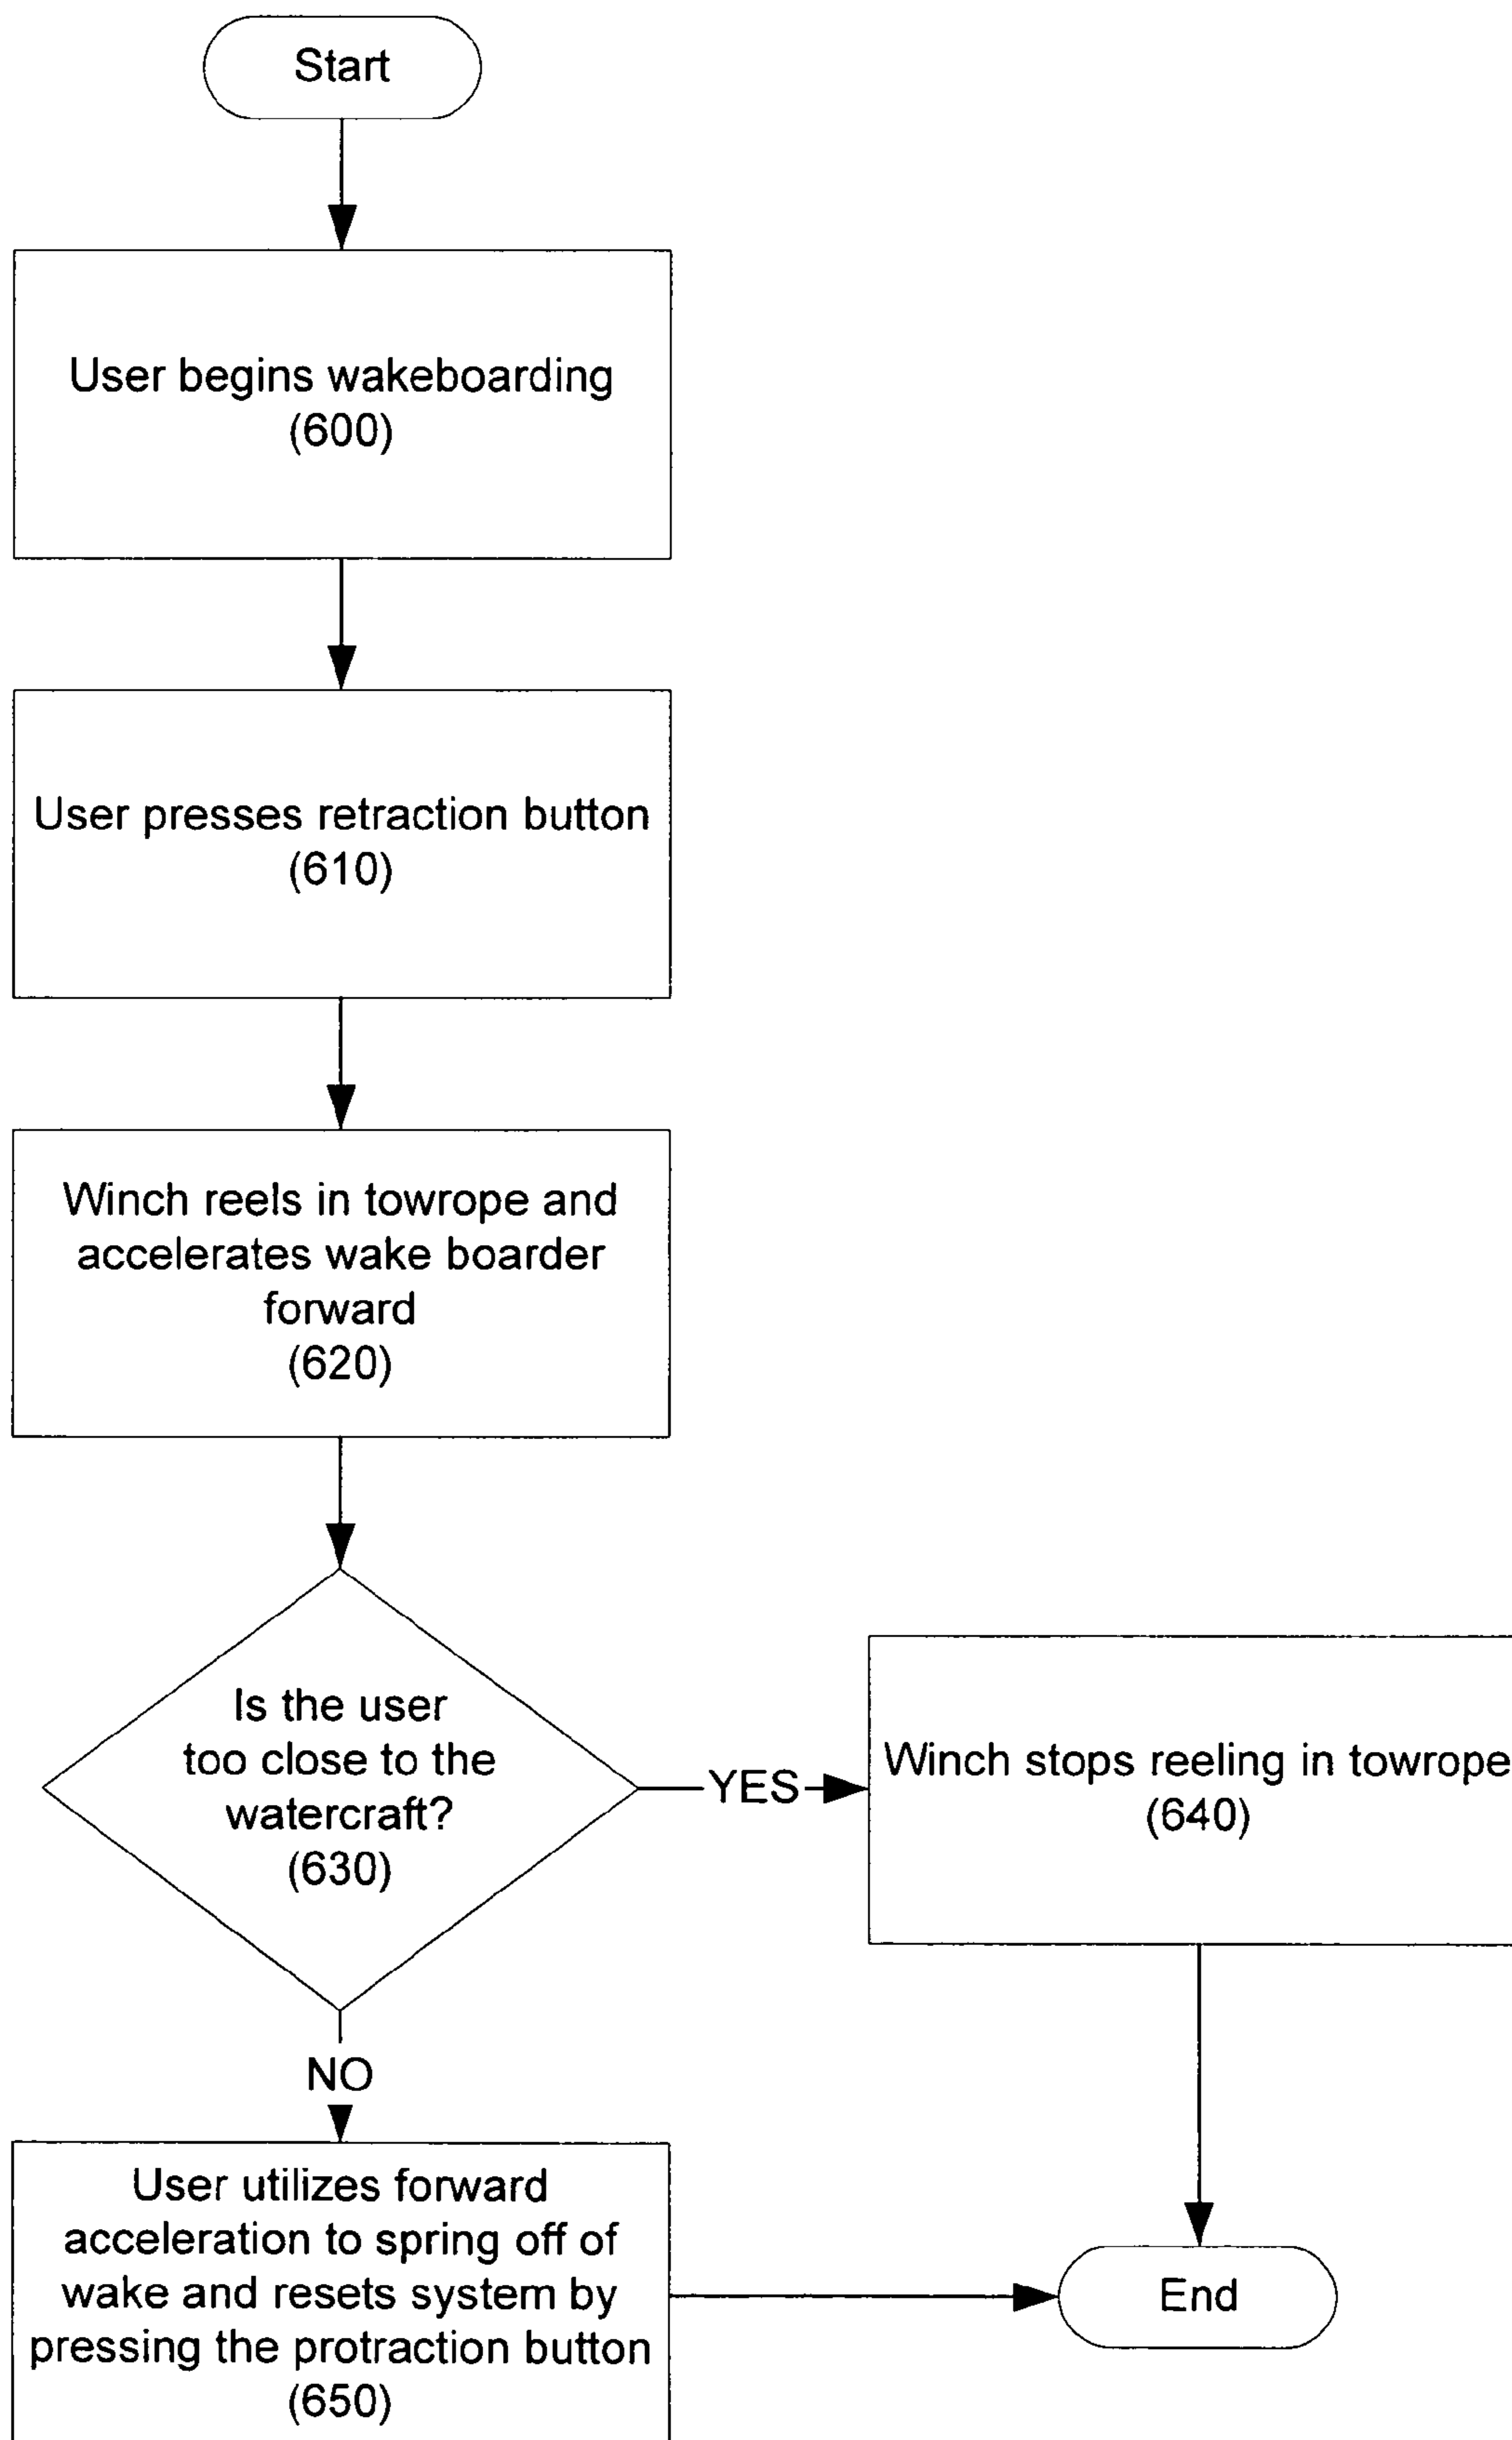 Start
User begins wakeboarding
(600)
User presses retraction button
(610)
Winch reels in towrope and
accelerates wake boarder
forward
(620)
Is the user
too close to the
watercraft?
(630)
YES
Winch stops reeling in towrope
(640)
NO
User utilizes forward
acceleration to spring off of
wake and resets system by
pressing the protraction button
(650)
End